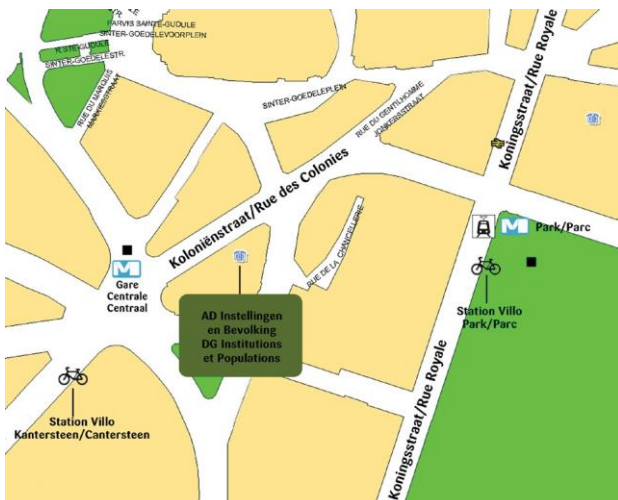 PARVIS SAINTE-GUDULE
SINTER-GOEDELEVOORPLEIN
R.STE-GUDULE
SINTER-GOEDELESTR.
RUE DU MARQUIS
MARKIESSTRAAT
SINTER-GOEDELEPLEIN
RUE DU GENTILHOMME
JONKERSSTRAAT
Koningsstraat/Rue Royale
Koloniënstraat/Rue des Colonies
RUE DE LA CHANCELLERIE
M
Park/Parc
M
Gare
Centrale
Centraal
Station Villo
Park/Parc
AD Instellingen
en Bevolking
DG Institutions
et Populations
Koningsstraat/Rue Royale
Station Villo
Kantersteen/Cantersteen